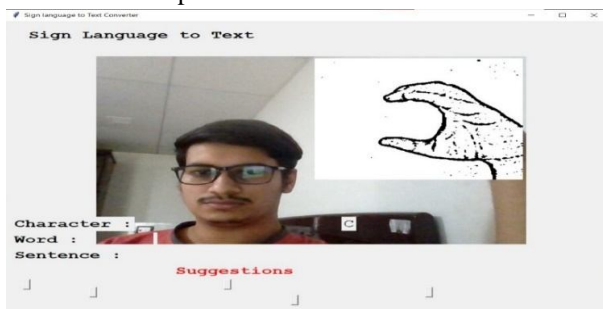 Sign language to Text Converter
Sign Language to Text
Character : C
Word :
Sentence :
Suggestions